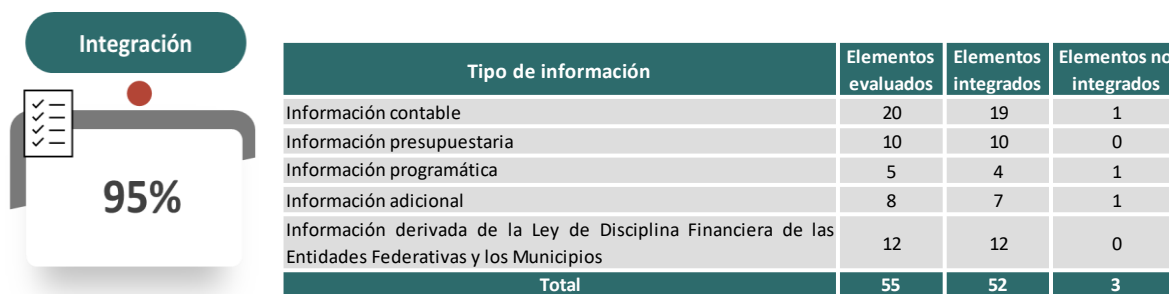 Integración
95%
Tipo de información
Elementos evaluados
Elementos integrados
Elementos no integrados
Información contable 20 19 1
Información presupuestaria 10 10 0
Información programática 5 4 1
Información adicional 8 7 1
Información derivada de la Ley de Disciplina Financiera de las
Entidades Federativas y los Municipios 12 12 0
Total 55 52 3